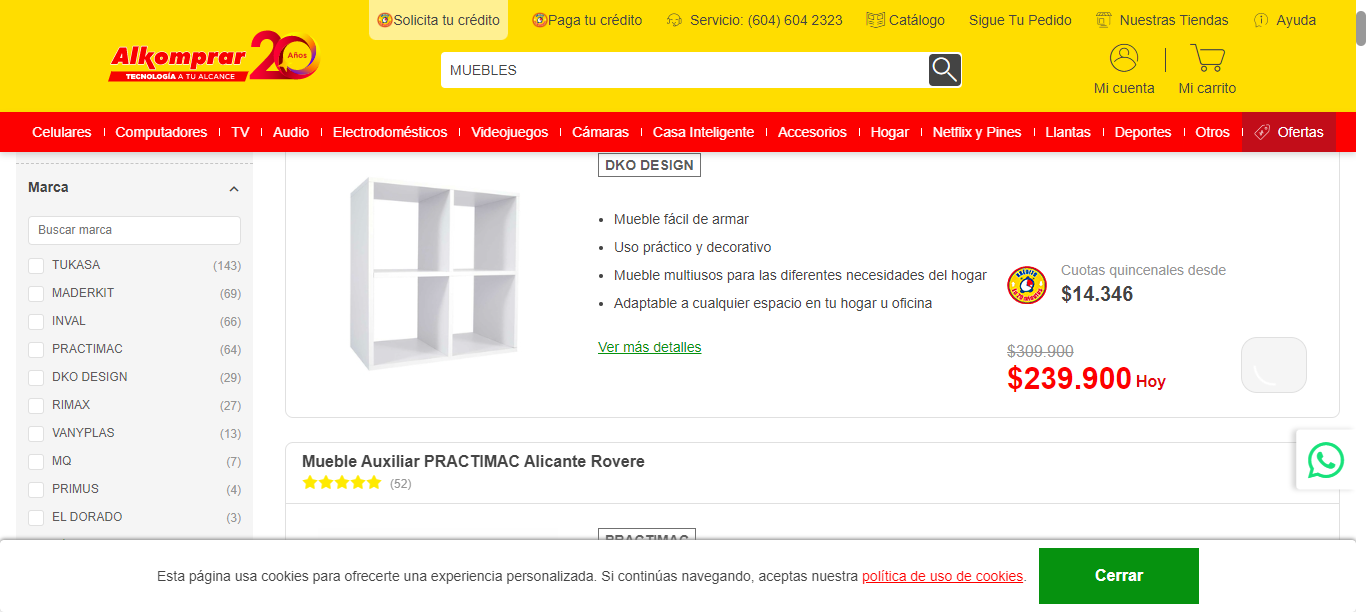 Solicita tu crédito
Paga tu crédito
Servicio: (604) 604 2323
Catálogo
Sigue Tu Pedido
Nuestras Tiendas
Ayuda
Alkomprar 20 Años
TECNOLOGÍA A TU ALCANCE
MUEBLES
Mi cuenta
Mi carrito
Celulares
Computadores
TV
Audio
Electrodomésticos
Videojuegos
Cámaras
Casa Inteligente
Accesorios
Hogar
Netflix y Pines
Llantas
Deportes
Otros
Ofertas
Marca
Buscar marca
TUKASA (143)
MADERKIT (69)
INVAL (66)
PRACTIMAC (64)
DKO DESIGN (29)
RIMAX (27)
VANYPLAS (13)
MQ (7)
PRIMUS (4)
EL DORADO (3)
DKO DESIGN
Mueble fácil de armar
Uso práctico y decorativo
Mueble multiusos para las diferentes necesidades del hogar
Adaptable a cualquier espacio en tu hogar u oficina
Ver más detalles
Cuotas quincenales desde
$14.346
$309.900
$239.900 Hoy
Mueble Auxiliar PRACTIMAC Alicante Rovere
(52)
PRACTIMAC
Esta página usa cookies para ofrecerte una experiencia personalizada. Si continúas navegando, aceptas nuestra política de uso de cookies.
Cerrar